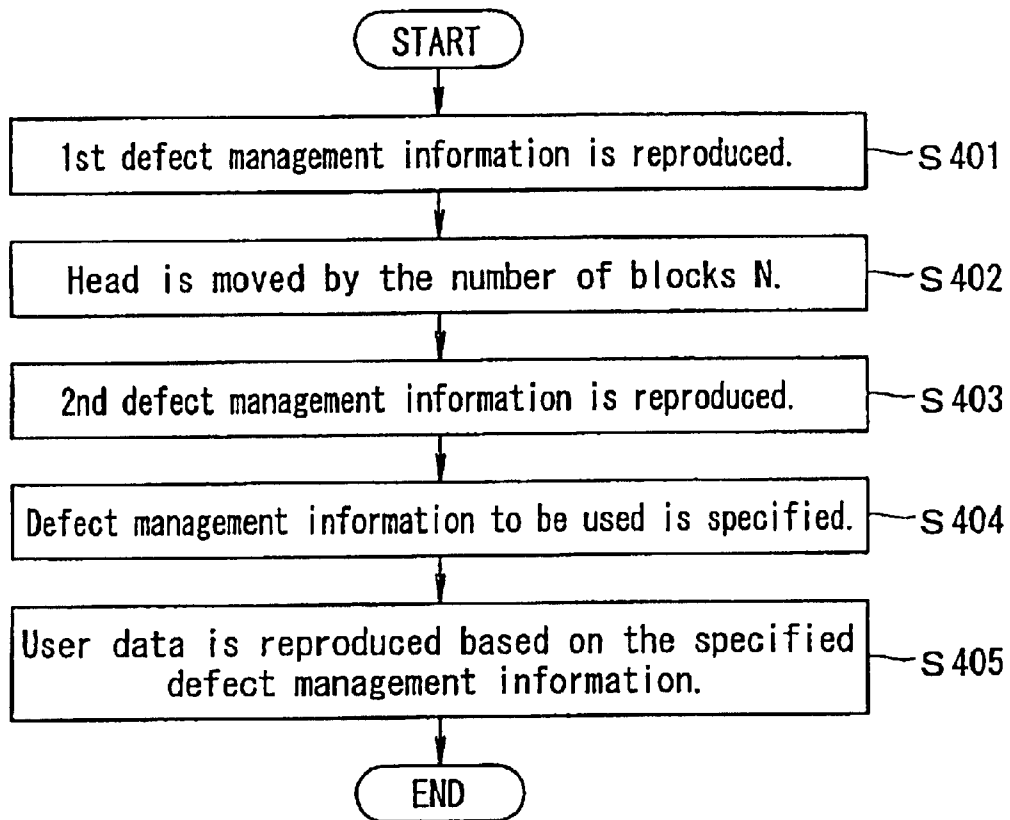 START
1st defect management information is reproduced.
S401
Head is moved by the number of blocks N.
S402
2nd defect management information is reproduced.
S403
Defect management information to be used is specified.
S404
User data is reproduced based on the specified
defect management information.
S405
END